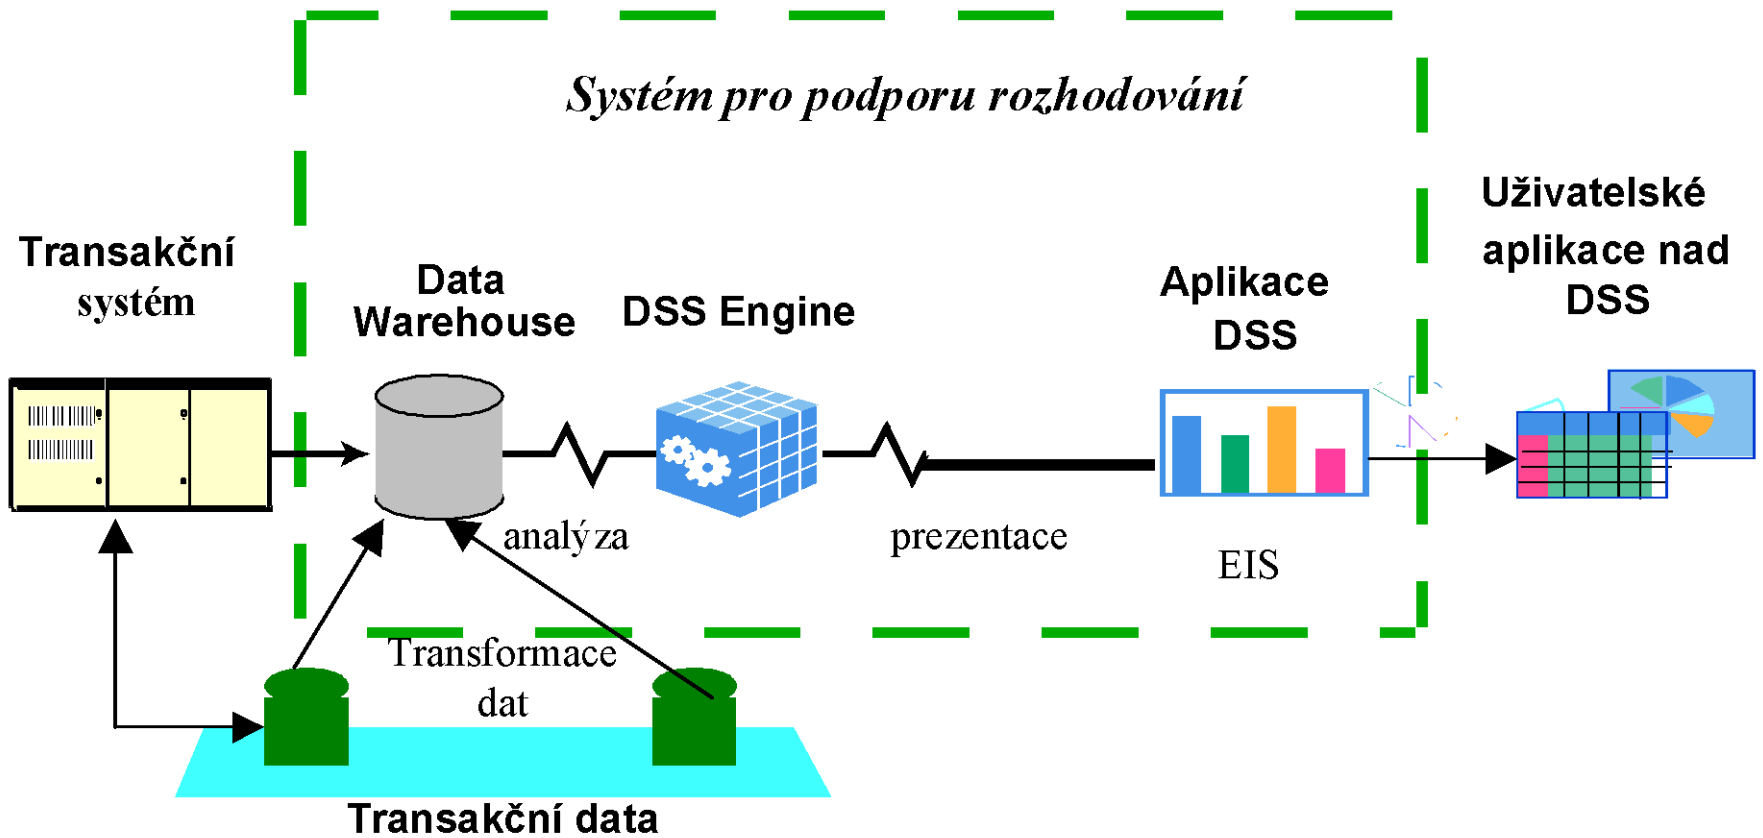 Systém pro podporu rozhodování
Transakční
systém
Data
Warehouse
DSS Engine
Aplikace
DSS
Uživatelské
aplikace nad
DSS
analýza
prezentace
EIS
Transformace
dat
Transakční data